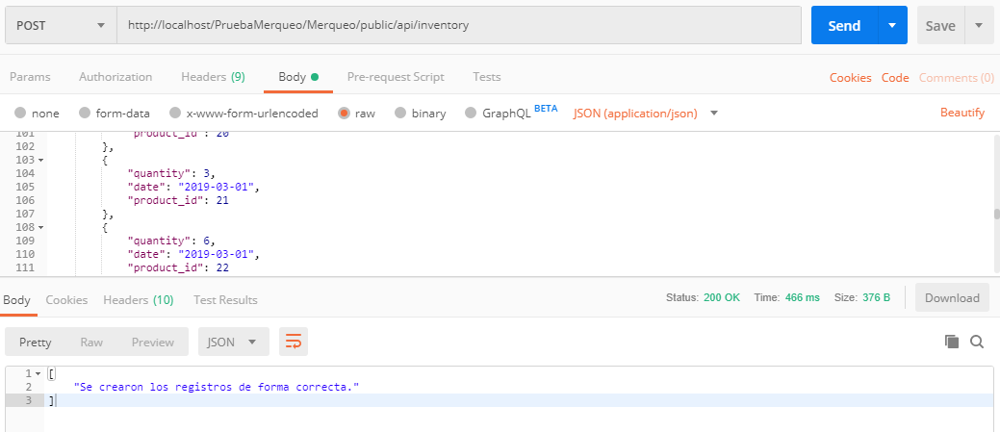 POST http://localhost/PruebaMerqueo/Merqueo/public/api/inventory Send Save
Params Authorization Headers (9) Body Pre-request Script Tests Cookies Code Comments (0)
none form-data x-www-form-urlencoded raw binary GraphQL BETA JSON (application/json) Beautify
101 "product_id": 20
102 },
103 {
104 "quantity": 3,
105 "date": "2019-03-01",
106 "product_id": 21
107 },
108 {
109 "quantity": 6,
110 "date": "2019-03-01",
111 "product_id": 22
Body Cookies Headers (10) Test Results Status: 200 OK Time: 466 ms Size: 376 B Download
Pretty Raw Preview JSON
1 [
2 "Se crearon los registros de forma correcta."
3 ]